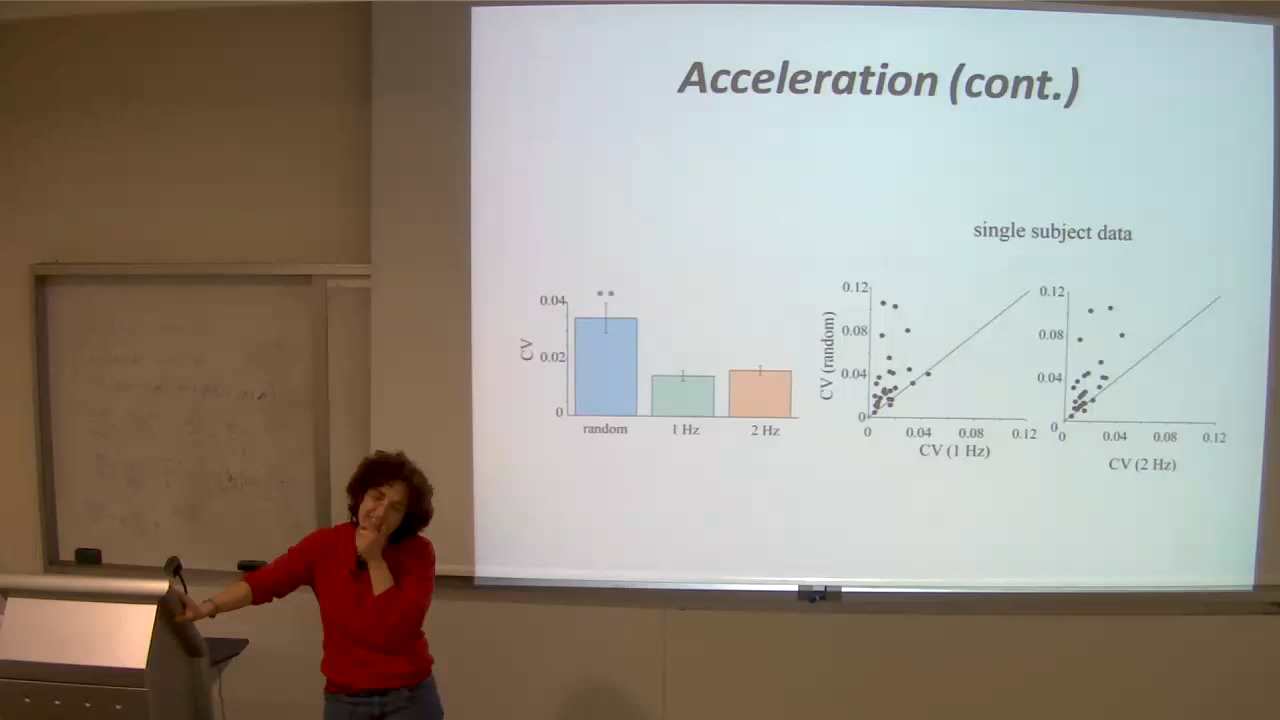 Acceleration (cont.)
single subject data
**
0.04
0.02
0
CV
random
1 Hz
2 Hz
0.12
0.08
0.04
0
CV (random)
0
0.04
0.08
0.12
CV (1 Hz)
0.12
0.08
0.04
0
0
0.04
0.08
0.12
CV (2 Hz)